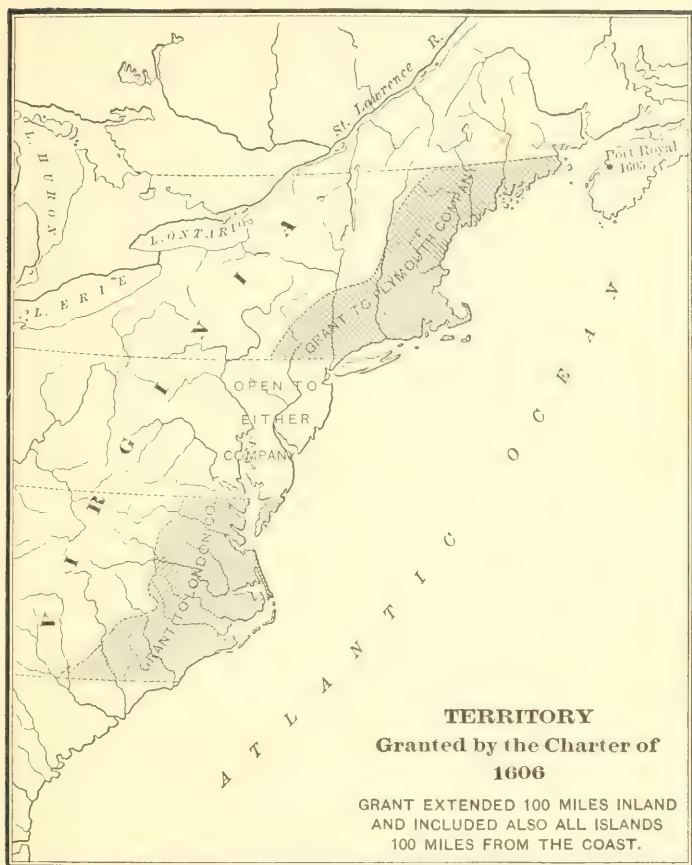 St. Lawrence R.
L. HURON
Port Royal
1605
L. ONTARIO
L. ERIE
VIRGINIA
GRANT TO PLYMOUTH COMPANY
OPEN TO
EITHER
COMPANY
GRANT TO LONDON CO.
ATLANTIC OCEAN
TERRITORY
Granted by the Charter of
1606
GRANT EXTENDED 100 MILES INLAND
AND INCLUDED ALSO ALL ISLANDS
100 MILES FROM THE COAST.